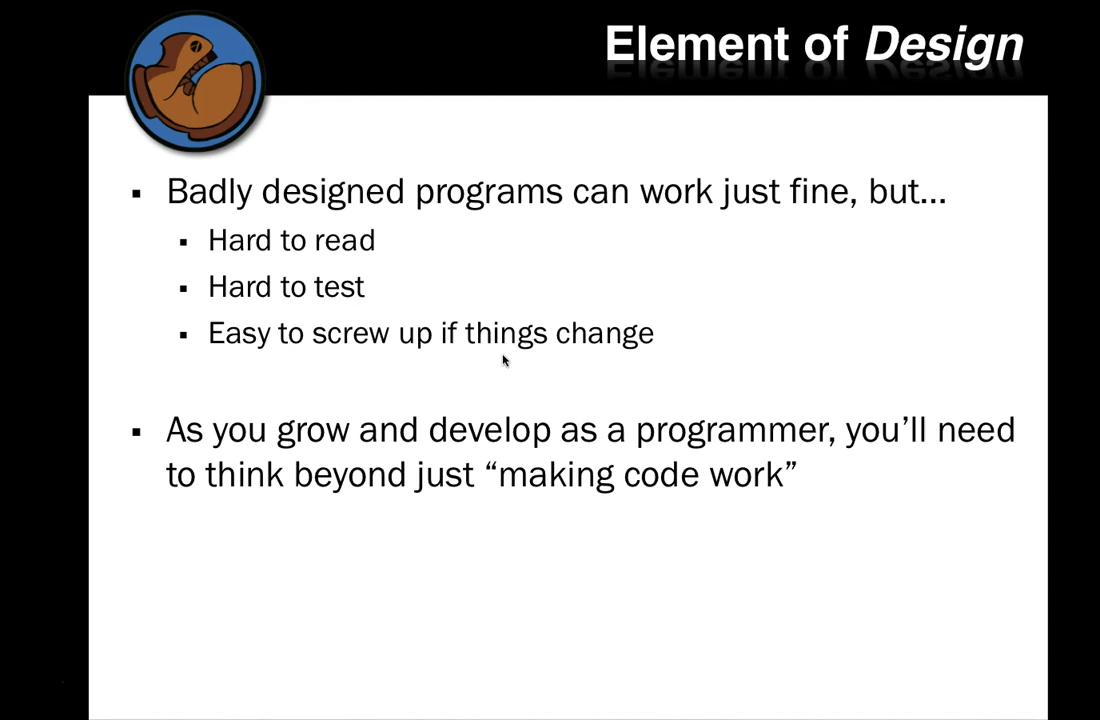 Element of Design
▪ Badly designed programs can work just fine, but…
▪ Hard to read
▪ Hard to test
▪ Easy to screw up if things change
▪ As you grow and develop as a programmer, you’ll need
to think beyond just “making code work”